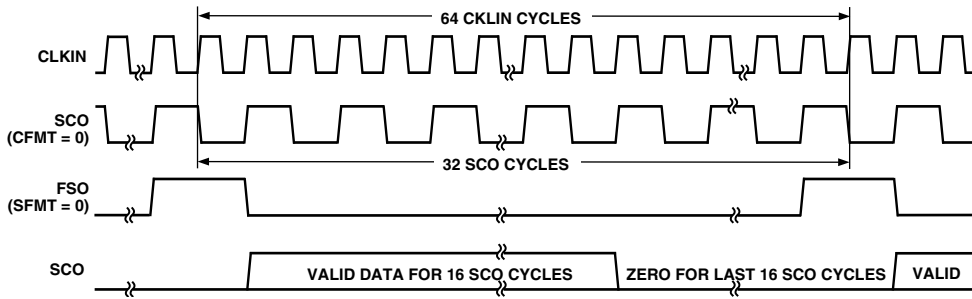 64 CKLIN CYCLES
CLKIN
SCO
(CFMT = 0)
32 SCO CYCLES
FSO
(SFMT = 0)
SCO
VALID DATA FOR 16 SCO CYCLES
ZERO FOR LAST 16 SCO CYCLES
VALID